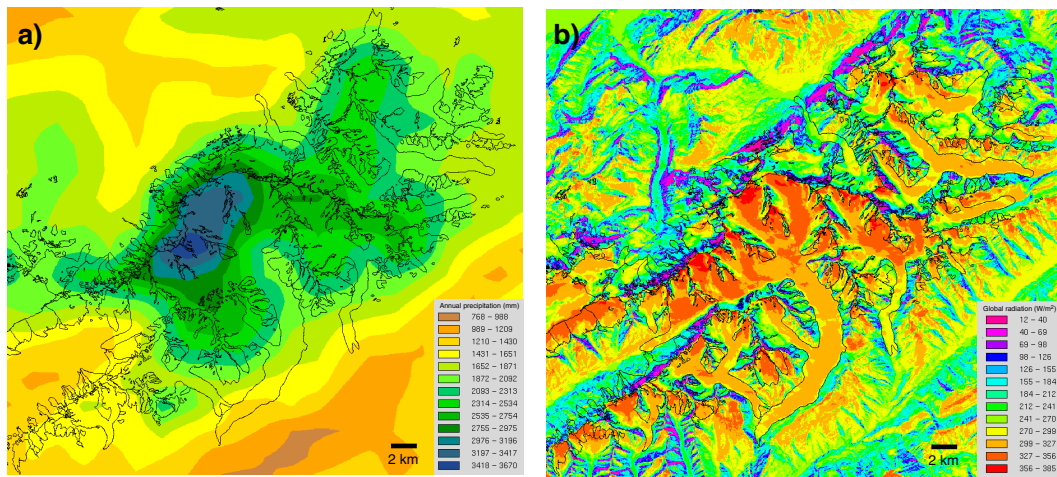 a)
Annual precipitation (mm)
768 – 988
989 – 1209
1210 – 1430
1431 – 1651
1652 – 1871
1872 – 2092
2093 – 2313
2314 – 2534
2535 – 2754
2755 – 2975
2976 – 3196
3197 – 3417
3418 – 3670
2 km
b)
Global radiation (W/m²)
12 – 40
40 – 69
69 – 98
98 – 126
126 – 155
155 – 184
184 – 212
212 – 241
241 – 270
270 – 299
299 – 327
327 – 356
356 – 385
2 km